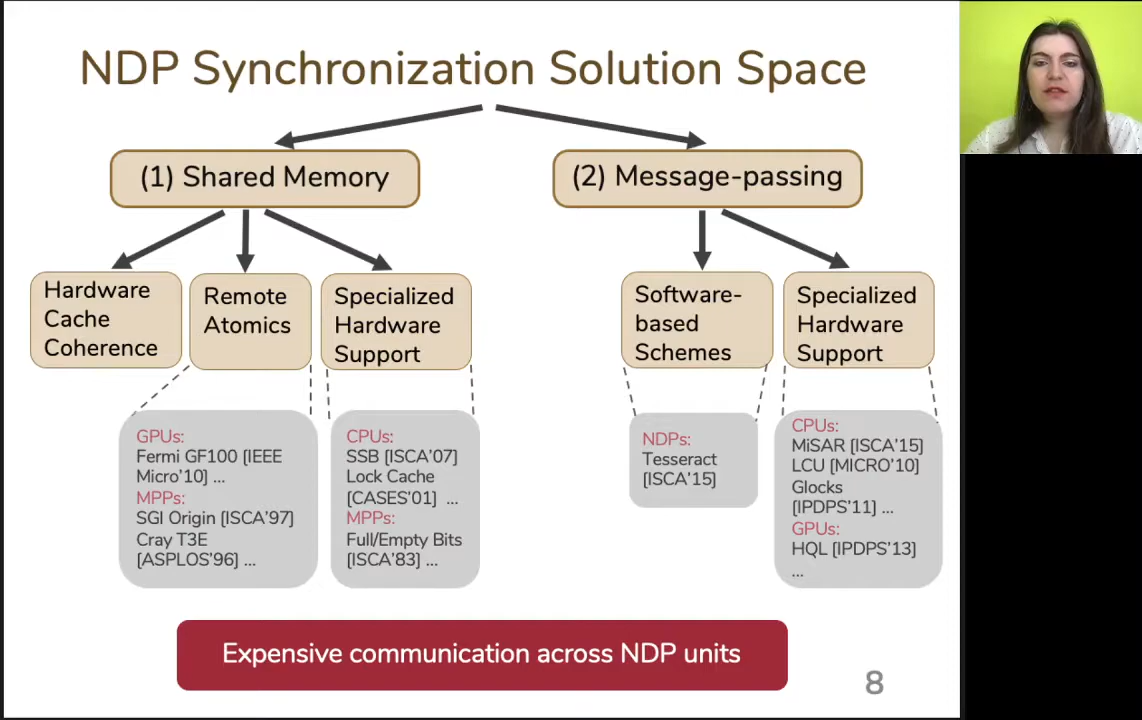 NDP Synchronization Solution Space
(1) Shared Memory
(2) Message-passing
Hardware
Cache
Coherence
Remote
Atomics
Specialized
Hardware
Support
Software-
based
Schemes
Specialized
Hardware
Support
GPUs:
Fermi GF100 [IEEE
Micro’10] ...
MPPs:
SGI Origin [ISCA’97]
Cray T3E
[ASPLOS’96] ...
CPUs:
SSB [ISCA’07]
Lock Cache
[CASES’01] ...
MPPs:
Full/Empty Bits
[ISCA’83] ...
NDPs:
Tesseract
[ISCA’15]
CPUs:
MiSAR [ISCA’15]
LCU [MICRO’10]
Glocks
[IPDPS’11] ...
GPUs:
HQL [IPDPS’13]
...
Expensive communication across NDP units
8